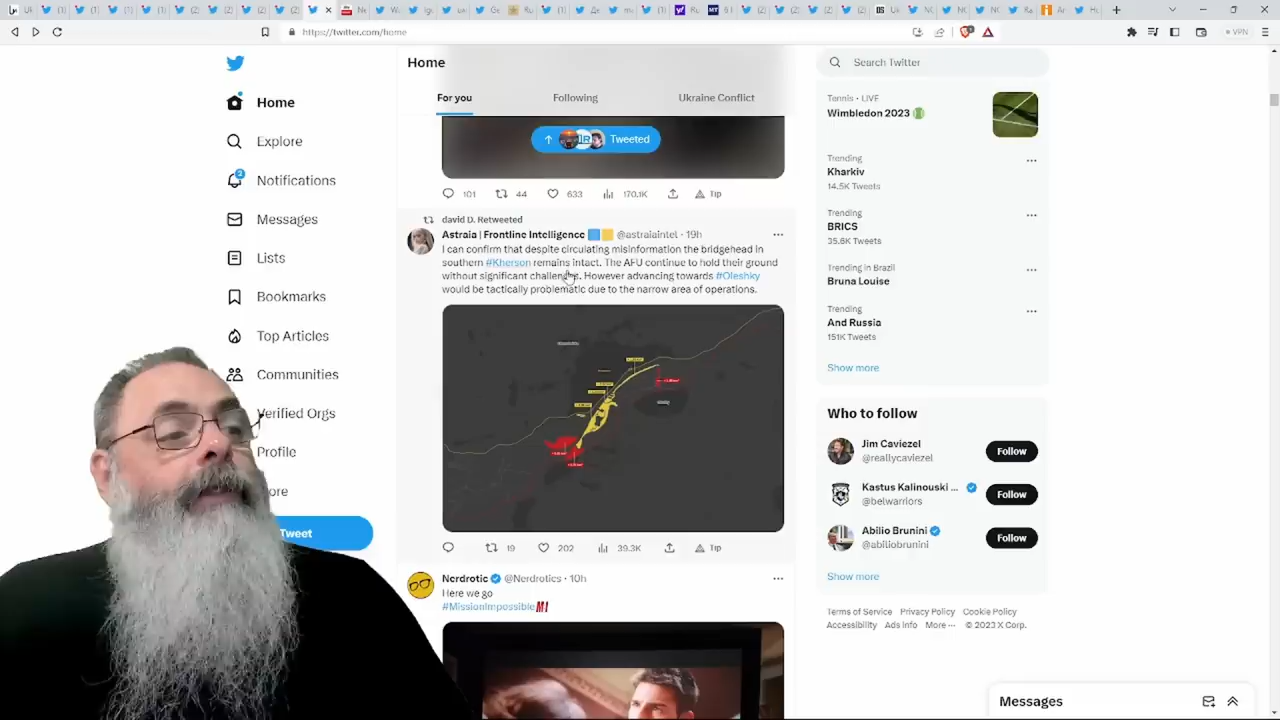 https://twitter.com/home
VPN
Home
Explore
Notifications
2
Messages
Lists
Bookmarks
Top Articles
Communities
Verified Orgs
Profile
ore
Tweet
Home
For you
Following
Ukraine Conflict
Tweeted
101
44
633
170.1K
Tip
david D. Retweeted
Astraia | Frontline Intelligence @astraiaintel · 19h
I can confirm that despite circulating misinformation the bridgehead in
southern #Kherson remains intact. The AFU continue to hold their ground
without significant challenges. However advancing towards #Oleshky
would be tactically problematic due to the narrow area of operations.
19
202
39.3K
Tip
Nerdrotic @Nerdrotics · 10h
Here we go
#MissionImpossible
Search Twitter
Tennis · LIVE
Wimbledon 2023
Trending
Kharkiv
14.5K Tweets
Trending
BRICS
35.6K Tweets
Trending in Brazil
Bruna Louise
Trending
And Russia
151K Tweets
Show more
Who to follow
Jim Caviezel
@reallycaviezel
Follow
Kastus Kalinouski ...
@belwarriors
Follow
Abilio Brunini
@abiliobrunini
Follow
Show more
Terms of Service Privacy Policy Cookie Policy
Accessibility Ads info More ··· © 2023 X Corp.
Messages